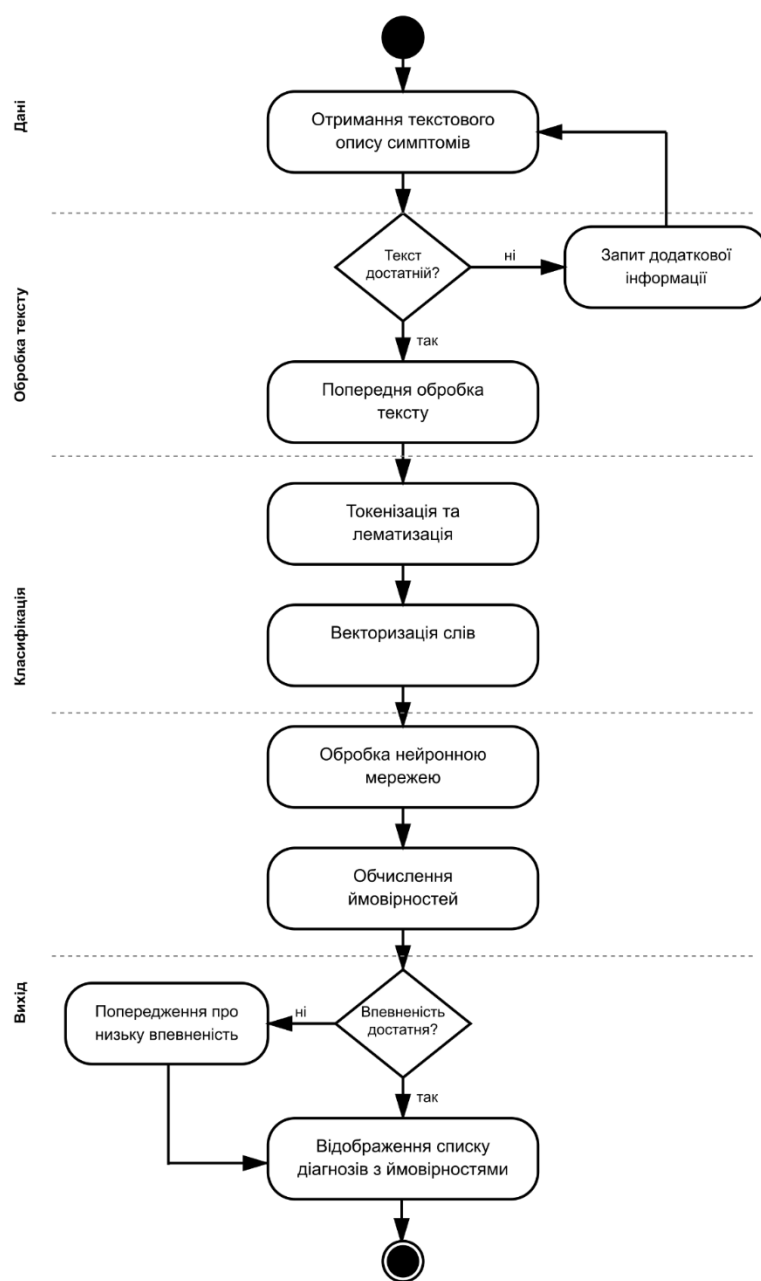 Дані
Отримання текстового
опису симптомів
Обробка тексту
Текст
достатній?
ні
Запит додаткової
інформації
так
Попередня обробка
тексту
Класифікація
Токенізація та
лематизація
Векторизація слів
Обробка нейронною
мережею
Обчислення
ймовірностей
Вихід
Попередження про
низьку впевненість
ні
Впевненість
достатня?
так
Відображення списку
діагнозів з ймовірностями